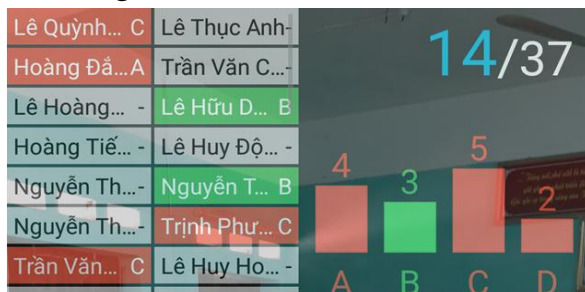 Lê Quỳnh... C
Lê Thục Anh-
Hoàng Đắ...A
Trần Văn C...-
Lê Hoàng... -
Lê Hữu D... B
Hoàng Tiế... -
Lê Huy Độ... -
Nguyễn Th...-
Nguyễn T... B
Nguyễn Th...-
Trịnh Phư... C
Trần Văn... C
Lê Huy Ho... -
14/37
4
3
5
2
A
B
C
D